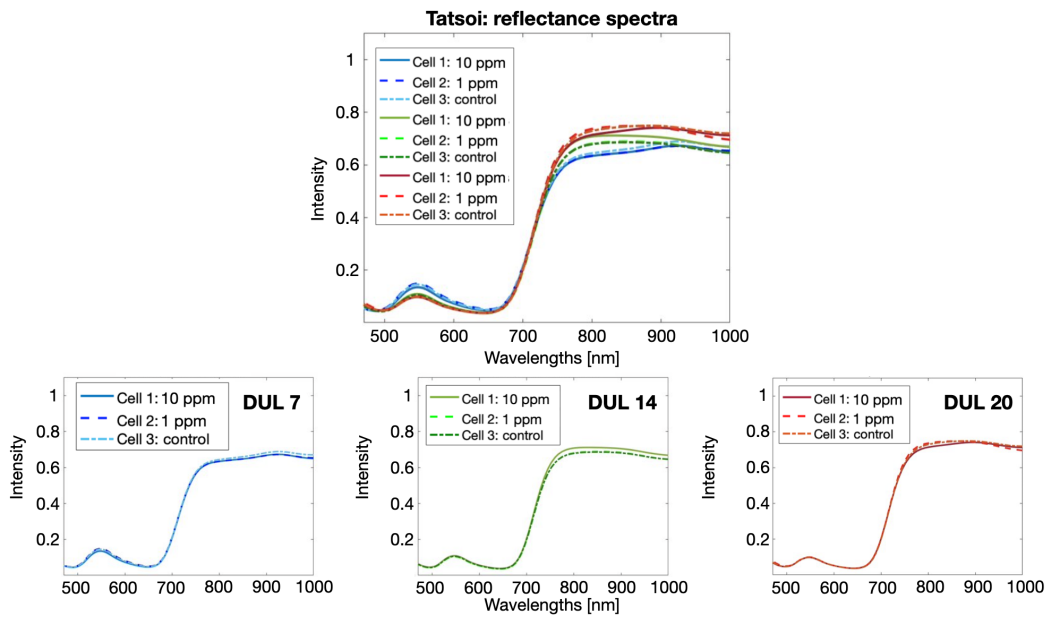 Tatsoi: reflectance spectra
Intensity
1
0.8
0.6
0.4
0.2
Cell 1: 10 ppm
Cell 2: 1 ppm
Cell 3: control
Cell 1: 10 ppm
Cell 2: 1 ppm
Cell 3: control
Cell 1: 10 ppm
Cell 2: 1 ppm
Cell 3: control
500 600 700 800 900 1000
Wavelengths [nm]
Intensity
1
0.8
0.6
0.4
0.2
Cell 1: 10 ppm
Cell 2: 1 ppm
Cell 3: control
DUL 7
500 600 700 800 900 1000
Intensity
1
0.8
0.6
0.4
0.2
Cell 1: 10 ppm
Cell 2: 1 ppm
Cell 3: control
DUL 14
500 600 700 800 900 1000
Wavelengths [nm]
Intensity
1
0.8
0.6
0.4
0.2
Cell 1: 10 ppm
Cell 2: 1 ppm
Cell 3: control
DUL 20
500 600 700 800 900 1000